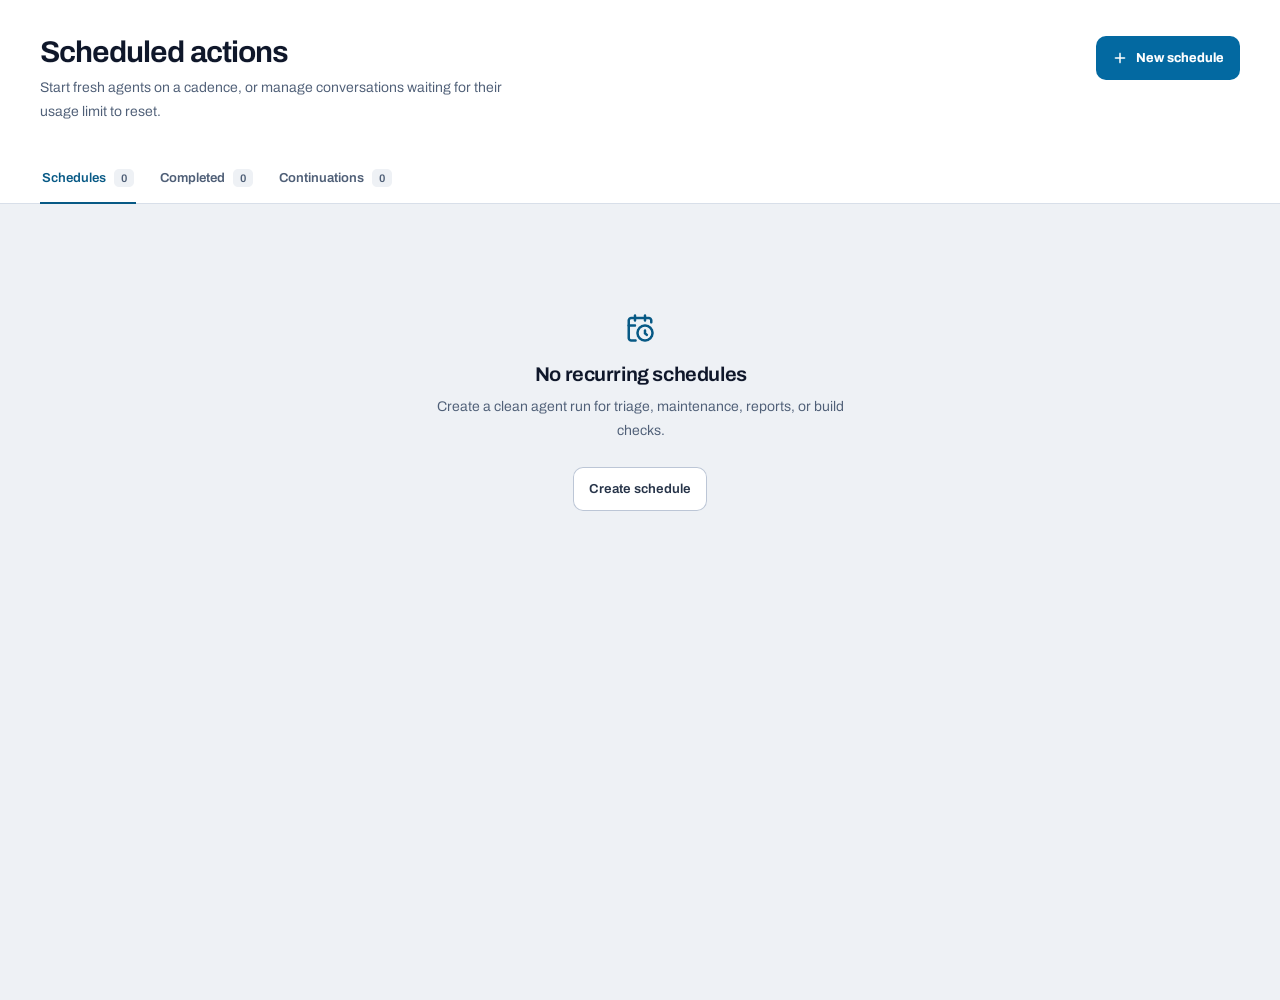 Scheduled actions
New schedule
Start fresh agents on a cadence, or manage conversations waiting for their
usage limit to reset.
Schedules 0 Completed 0 Continuations 0
No recurring schedules
Create a clean agent run for triage, maintenance, reports, or build
checks.
Create schedule